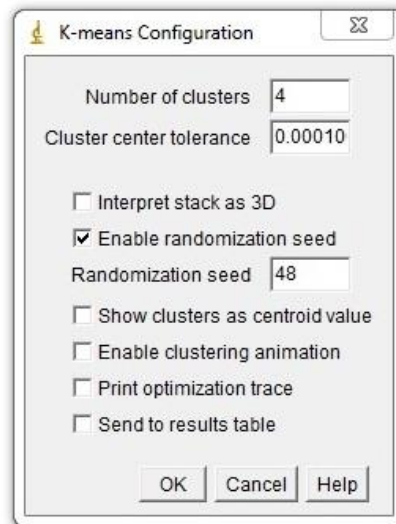 K-means Configuration
Number of clusters 4
Cluster center tolerance 0.00010
Interpret stack as 3D
Enable randomization seed
Randomization seed 48
Show clusters as centroid value
Enable clustering animation
Print optimization trace
Send to results table
OK Cancel Help